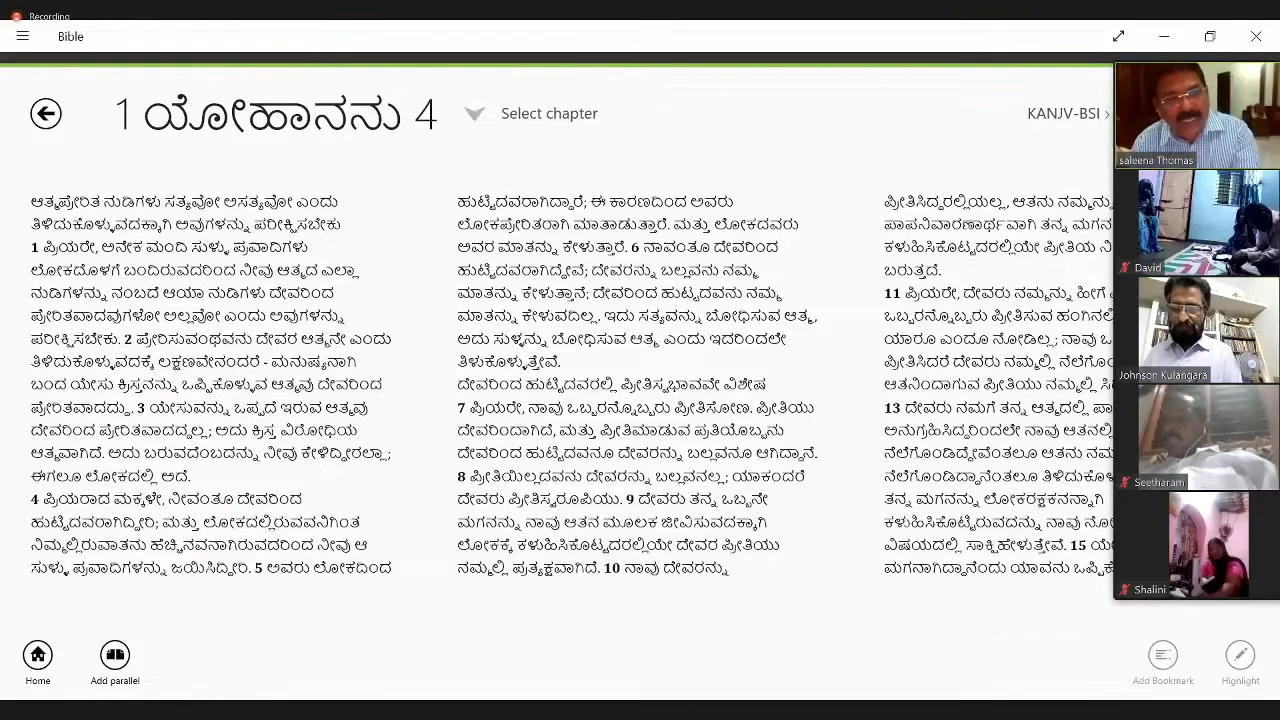 Recording
Bible
1 ಯೋಹಾನನು 4
Select chapter
KANJV-BSI
ಆತ್ಮಪ್ರೇರಿತ ನುಡಿಗಳು ಸತ್ಯವೋ ಅಸತ್ಯವೋ ಎಂದು
ತಿಳಿದುಕೊಳ್ಳುವದಕ್ಕಾಗಿ ಅವುಗಳನ್ನು ಪರೀಕ್ಷಿಸಬೇಕು
1 ಪ್ರಿಯರೇ, ಅನೇಕ ಮಂದಿ ಸುಳ್ಳು ಪ್ರವಾದಿಗಳು
ಲೋಕದೊಳಗೆ ಬಂದಿರುವದರಿಂದ ನೀವು ಆತ್ಮದ ಎಲ್ಲಾ
ನುಡಿಗಳನ್ನು ನಂಬದೆ ಆಯಾ ನುಡಿಗಳು ದೇವರಿಂದ
ಪ್ರೇರಿತವಾದವುಗಳೋ ಅಲ್ಲವೋ ಎಂದು ಅವುಗಳನ್ನು
ಪರೀಕ್ಷಿಸಬೇಕು. 2 ಪ್ರೇರಿಸುವಂಥವನು ದೇವರ ಆತ್ಮನೇ ಎಂದು
ತಿಳಿದುಕೊಳ್ಳುವದಕ್ಕೆ ಲಕ್ಷಣವೇನಂದರೆ - ಮನುಷ್ಯನಾಗಿ
ಬಂದ ಯೇಸು ಕ್ರಿಸ್ತನನ್ನು ಒಪ್ಪಿಕೊಳ್ಳುವ ಆತ್ಮವು ದೇವರಿಂದ
ಪ್ರೇರಿತವಾದದ್ದು. 3 ಯೇಸುವನ್ನು ಒಪ್ಪದೆ ಇರುವ ಆತ್ಮವು
ದೇವರಿಂದ ಪ್ರೇರಿತವಾದದ್ದಲ್ಲ; ಅದು ಕ್ರಿಸ್ತ ವಿರೋಧಿಯ
ಆತ್ಮವಾಗಿದೆ. ಅದು ಬರುವದೆಂಬದನ್ನು ನೀವು ಕೇಳಿದ್ದೀರಲ್ಲಾ;
ಈಗಲೂ ಲೋಕದಲ್ಲಿ ಅದೆ.
4 ಪ್ರಿಯರಾದ ಮಕ್ಕಳೇ, ನೀವಂತೂ ದೇವರಿಂದ
ಹುಟ್ಟಿದವರಾಗಿದ್ದೀರಿ; ಮತ್ತು ಲೋಕದಲ್ಲಿರುವವನಿಗಿಂತ
ನಿಮ್ಮಲ್ಲಿರುವಾತನು ಹೆಚ್ಚಿನವನಾಗಿರುವದರಿಂದ ನೀವು ಆ
ಸುಳ್ಳು ಪ್ರವಾದಿಗಳನ್ನು ಜಯಿಸಿದ್ದೀರಿ. 5 ಅವರು ಲೋಕದಿಂದ
ಹುಟ್ಟಿದವರಾಗಿದ್ದಾರೆ; ಈ ಕಾರಣದಿಂದ ಅವರು
ಲೋಕಪ್ರೇರಿತರಾಗಿ ಮಾತಾಡುತ್ತಾರೆ. ಮತ್ತು ಲೋಕದವರು
ಅವರ ಮಾತನ್ನು ಕೇಳುತ್ತಾರೆ. 6 ನಾವಂತೂ ದೇವರಿಂದ
ಹುಟ್ಟಿದವರಾಗಿದ್ದೇವೆ; ದೇವರನ್ನು ಬಲ್ಲವನು ನಮ್ಮ
ಮಾತನ್ನು ಕೇಳುತ್ತಾನೆ; ದೇವರಿಂದ ಹುಟ್ಟದವನು ನಮ್ಮ
ಮಾತನ್ನು ಕೇಳುವದಿಲ್ಲ. ಇದು ಸತ್ಯವನ್ನು ಬೋಧಿಸುವ ಆತ್ಮ,
ಅದು ಸುಳ್ಳನ್ನು ಬೋಧಿಸುವ ಆತ್ಮ ಎಂದು ಇದರಿಂದಲೇ
ತಿಳುಕೊಳ್ಳುತ್ತೇವೆ.
ದೇವರಿಂದ ಹುಟ್ಟಿದವರಲ್ಲಿ ಪ್ರೀತಿಸ್ವಭಾವವೇ ವಿಶೇಷ
7 ಪ್ರಿಯರೇ, ನಾವು ಒಬ್ಬರನ್ನೊಬ್ಬರು ಪ್ರೀತಿಸೋಣ. ಪ್ರೀತಿಯು
ದೇವರಿಂದಾಗಿದೆ, ಮತ್ತು ಪ್ರೀತಿಮಾಡುವ ಪ್ರತಿಯೊಬ್ಬನು
ದೇವರಿಂದ ಹುಟ್ಟಿದವನೂ ದೇವರನ್ನು ಬಲ್ಲವನೂ ಆಗಿದ್ದಾನೆ.
8 ಪ್ರೀತಿಯಿಲ್ಲದವನು ದೇವರನ್ನು ಬಲ್ಲವನಲ್ಲ; ಯಾಕಂದರೆ
ದೇವರು ಪ್ರೀತಿಸ್ವರೂಪಿಯು. 9 ದೇವರು ತನ್ನ ಒಬ್ಬನೇ
ಮಗನನ್ನು ನಾವು ಆತನ ಮೂಲಕ ಜೀವಿಸುವದಕ್ಕಾಗಿ
ಲೋಕಕ್ಕೆ ಕಳುಹಿಸಿಕೊಟ್ಟದರಲ್ಲಿಯೇ ದೇವರ ಪ್ರೀತಿಯು
ನಮ್ಮಲ್ಲಿ ಪ್ರತ್ಯಕ್ಷವಾಗಿದೆ. 10 ನಾವು ದೇವರನ್ನು
ಪ್ರೀತಿಸಿದ್ದರಲ್ಲಿಯಲ್ಲ, ಆತನು ನಮ್ಮನ್ನು
ಪಾಪನಿವಾರಣಾರ್ಥವಾಗಿ ತನ್ನ ಮಗನ
ಕಳುಹಿಸಿಕೊಟ್ಟದರಲ್ಲಿಯೇ ಪ್ರೀತಿಯ
ಬರುತ್ತದೆ.
11 ಪ್ರಿಯರೇ, ದೇವರು ನಮ್ಮನ್ನು ಹೀಗೆ
ಒಬ್ಬರನ್ನೊಬ್ಬರು ಪ್ರೀತಿಸುವ ಹಂಗಿನಲ್ಲಿ
ಯಾರೂ ಎಂದೂ ನೋಡಿಲ್ಲ; ನಾವು
ಪ್ರೀತಿಸಿದರೆ ದೇವರು ನಮ್ಮಲ್ಲಿ
ಆತನಿಂದಾಗುವ ಪ್ರೀತಿಯು ನಮ್ಮಲ್ಲಿ
13 ದೇವರು ನಮಗೆ ತನ್ನ ಆತ್ಮದಲ್ಲಿ
ಅನುಗ್ರಹಿಸಿದ್ದರಿಂದಲೇ ನಾವು ಆತನಲ್ಲಿ
ನೆಲೆಗೊಂಡಿದ್ದೇವೆಂತಲೂ ಆತನು
ನೆಲೆಗೊಂಡಿದ್ದಾನೆಂತಲೂ
ತನ್ನ ಮಗನನ್ನು ಲೋಕರಕ್ಷಕನನ್ನಾಗಿ
ಕಳುಹಿಸಿಕೊಟ್ಟಿರುವದನ್ನು ನಾವು
ವಿಷಯದಲ್ಲಿ ಸಾಕ್ಷಿಹೇಳುತ್ತೇವೆ. 15
ಮಗನಾಗಿದ್ದಾನೆಂದು ಯಾವನು
saleena Thomas
David
Johnson Kulangara
Seetharam
Shalini
Home
Add parallel
Add Bookmark
Highlight